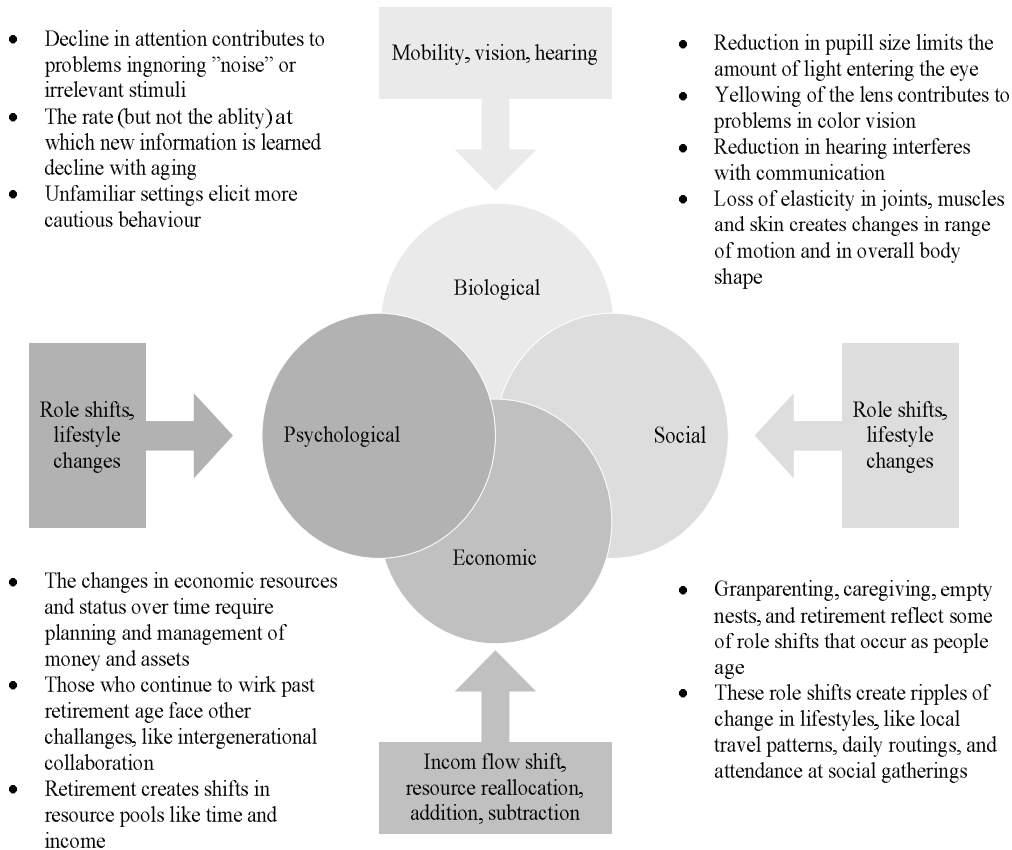 ● Decline in attention contributes to
problems ingnoring ”noise” or
irrelevant stimuli
● The rate (but not the ablity) at
which new information is learned
decline with aging
● Unfamiliar settings elicit more
cautious behaviour
Mobility, vision, hearing
● Reduction in pupill size limits the
amount of light entering the eye
● Yellowing of the lens contributes to
problems in color vision
● Reduction in hearing interferes
with communication
● Loss of elasticity in joints, muscles
and skin creates changes in range
of motion and in overall body
shape
Biological
Role shifts,
lifestyle
changes
Psychological
Social
Role shifts,
lifestyle
changes
Economic
● The changes in economic resources
and status over time require
planning and management of
money and assets
● Those who continue to wirk past
retirement age face other
challanges, like intergenerational
collaboration
● Retirement creates shifts in
resource pools like time and
income
Incom flow shift,
resource reallocation,
addition, subtraction
● Granparenting, caregiving, empty
nests, and retirement reflect some
of role shifts that occur as people
age
● These role shifts create ripples of
change in lifestyles, like local
travel patterns, daily routings, and
attendance at social gatherings